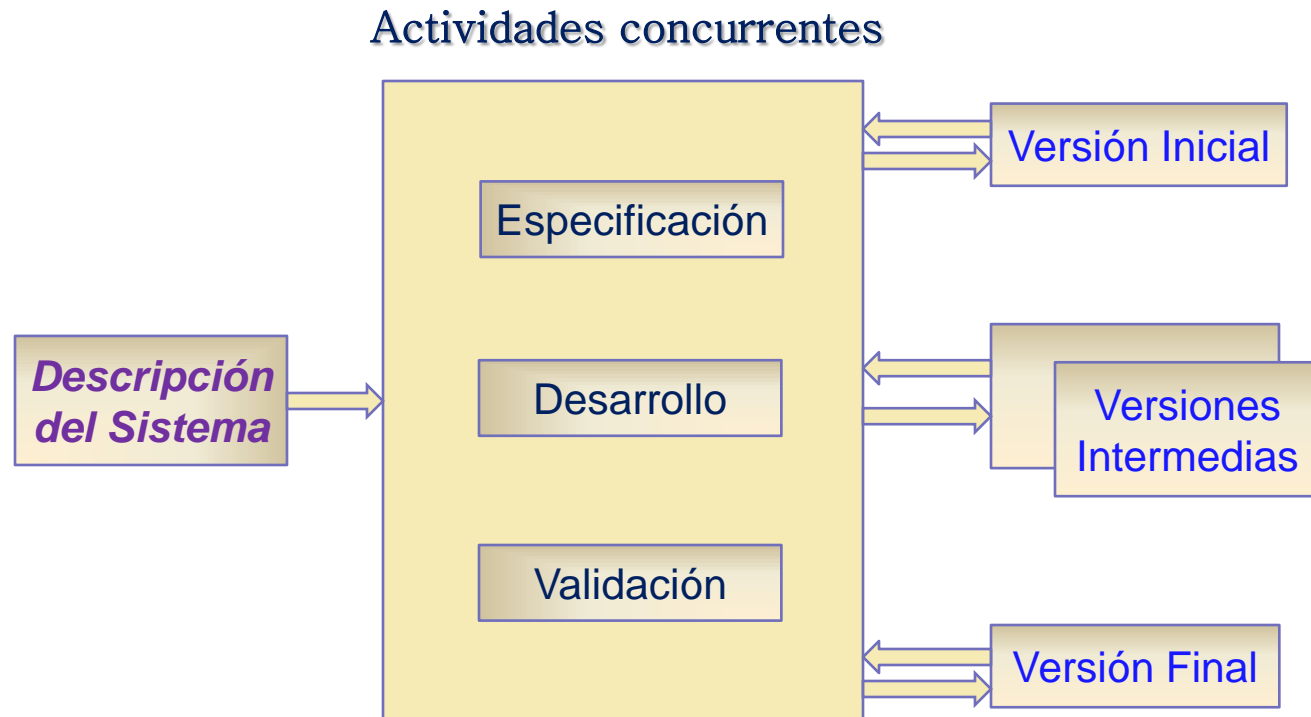 Actividades concurrentes
Descripción
del Sistema
Especificación
Desarrollo
Validación
Versión Inicial
Versiones
Intermedias
Versión Final